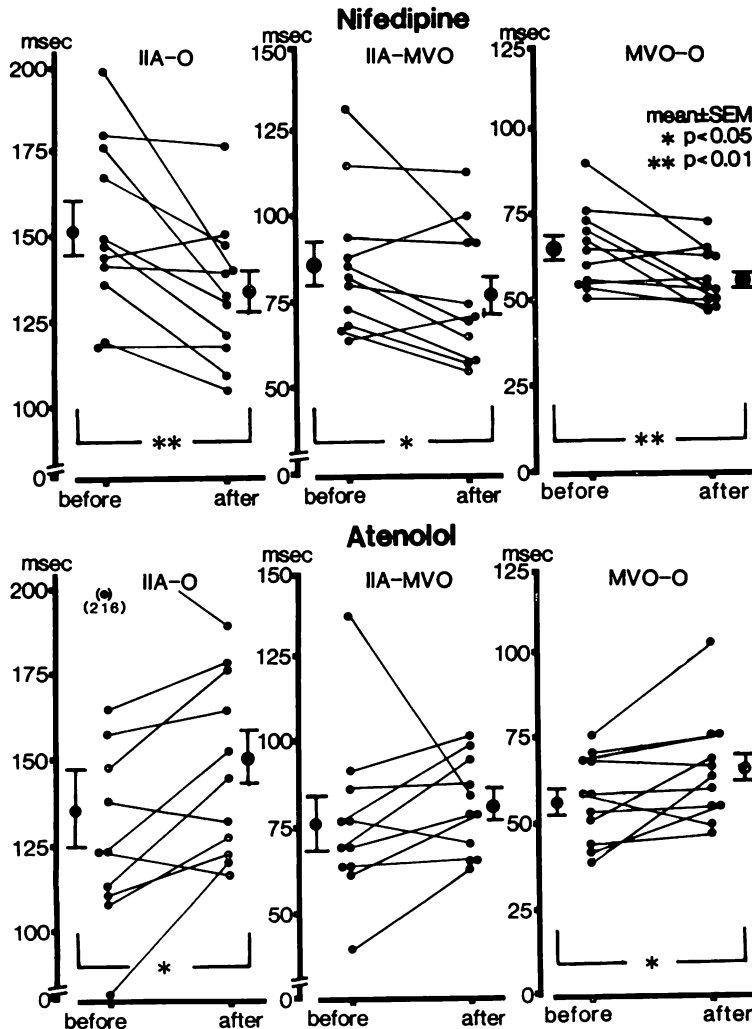 Nifedipine
msec
IIA-O
200
175
150
125
100
0
**
before
after
150
msec
IIA-MVO
125
100
75
50
0
*
before
after
125
msec
MVO-O
mean±SEM
* p<0.05
** p<0.01
100
75
50
25
0
**
before
after
Atenolol
msec
IIA-O
200
(216)
175
150
125
100
0
*
before
after
msec
150
IIA-MVO
125
100
75
50
0
before
after
msec
125
MVO-O
100
75
50
25
0
*
before
after